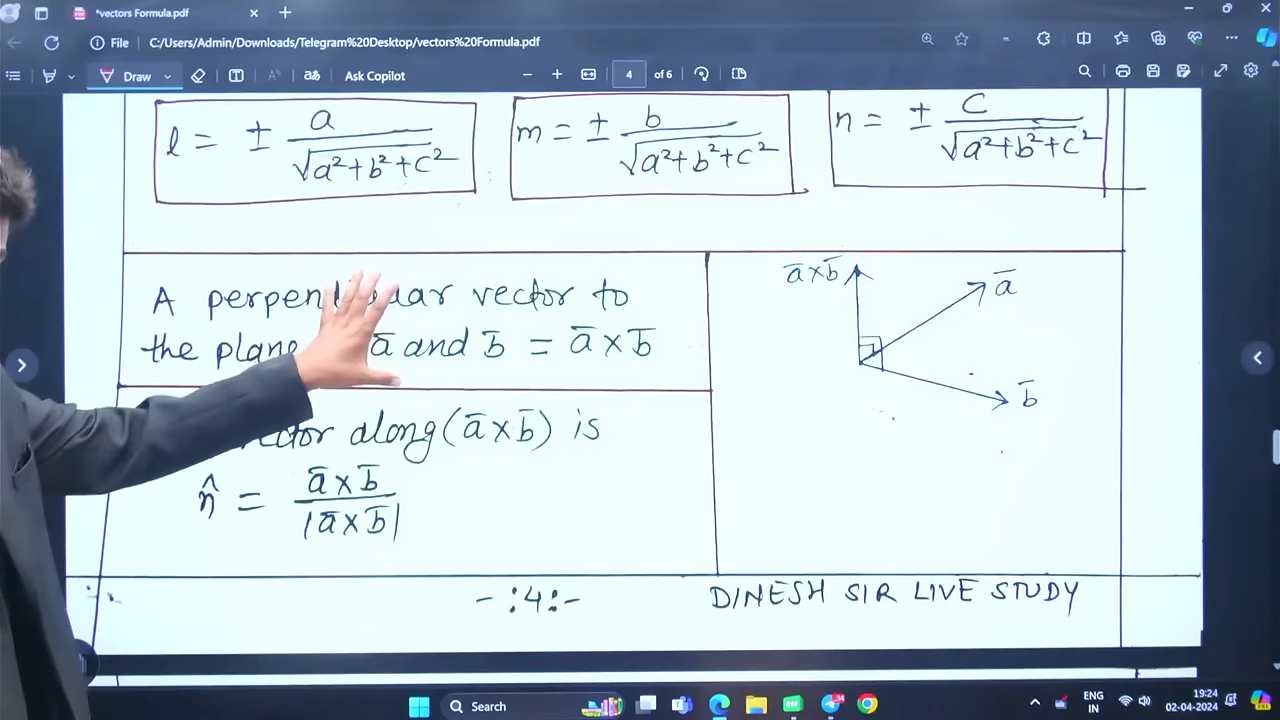 *vectors Formula.pdf
File C:/Users/Admin/Downloads/Telegram%20Desktop/vectors%20Formula.pdf
Draw aあ Ask Copilot 4 of 6
l = ± a / √a²+b²+c²
m = ± b / √a²+b²+c²
n = ± c / √a²+b²+c²
A vector to
the plane a̅ and b̅ = a̅ × b̅
a̅×b̅
a̅
b̅
along (a̅×b̅) is
n̂ = a̅×b̅ / |a̅×b̅|
-:4:- DINESH SIR LIVE STUDY
Search
ENG
IN
19:24
02-04-2024